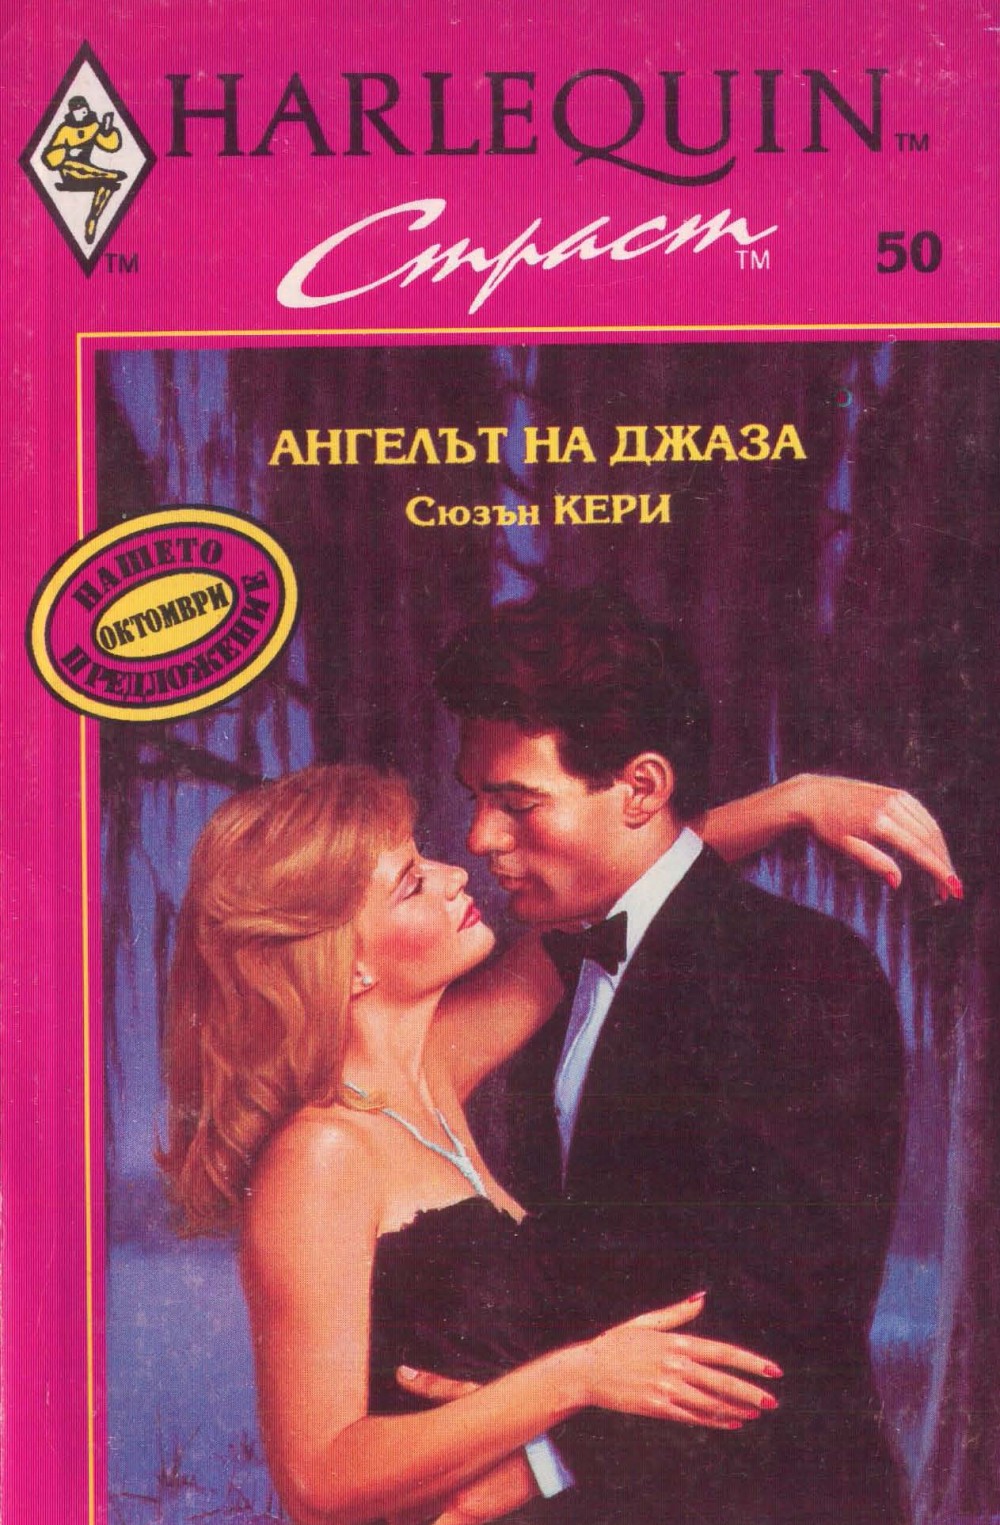 HARLEQUIN™
Страст™
50
TM
АНГЕЛЪТ НА ДЖАЗА
Сюзън КЕРИ
НАШЕТО
ОКТОМВРИ
ПРЕДЛОЖЕНИЕ